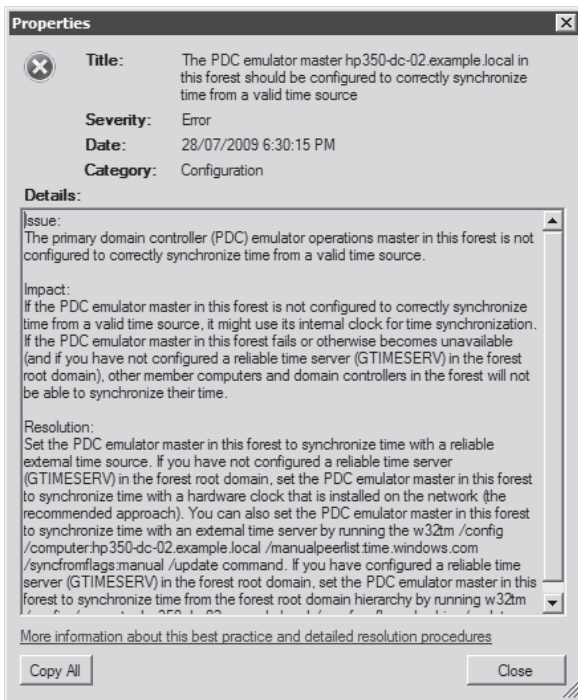 Properties
Title: The PDC emulator master hp350-dc-02.example.local in
this forest should be configured to correctly synchronize
time from a valid time source
Severity: Error
Date: 28/07/2009 6:30:15 PM
Category: Configuration
Details:
Issue:
The primary domain controller (PDC) emulator operations master in this forest is not
configured to correctly synchronize time from a valid time source.
Impact:
If the PDC emulator master in this forest is not configured to correctly synchronize
time from a valid time source, it might use its internal clock for time synchronization.
If the PDC emulator master in this forest fails or otherwise becomes unavailable
(and if you have not configured a reliable time server (GTIMESERV) in the forest
root domain), other member computers and domain controllers in the forest will not
be able to synchronize their time.
Resolution:
Set the PDC emulator master in this forest to synchronize time with a reliable
external time source. If you have not configured a reliable time server
(GTIMESERV) in the forest root domain, set the PDC emulator master in this forest
to synchronize time with a hardware clock that is installed on the network (the
recommended approach). You can also set the PDC emulator master in this forest
to synchronize time with an external time server by running the w32tm /config
/computer:hp350-dc-02.example.local /manualpeerlist:time.windows.com
/syncfromflags:manual /update command. If you have configured a reliable time
server (GTIMESERV) in the forest root domain, set the PDC emulator master in this
forest to synchronize time from the forest root domain hierarchy by running w32tm
More information about this best practice and detailed resolution procedures
Copy All
Close